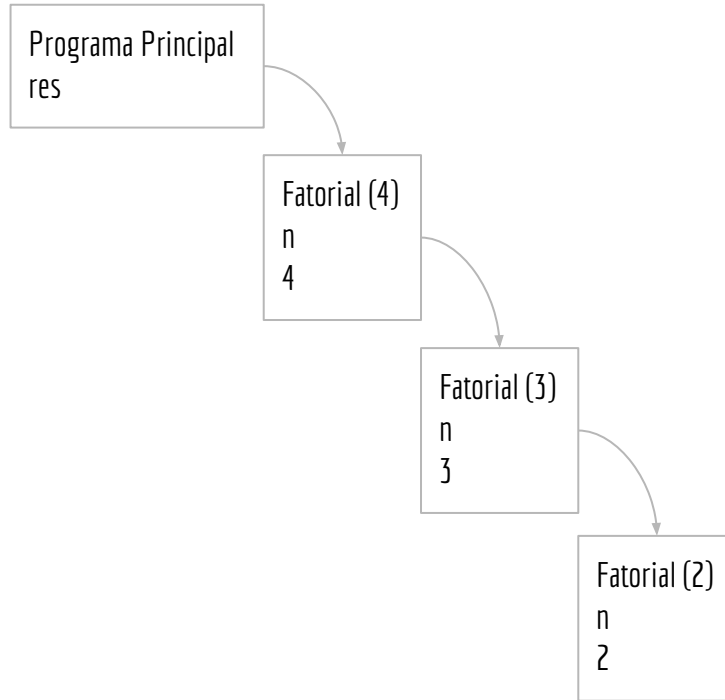 Programa Principal
res
Fatorial (4)
n
4
Fatorial (3)
n
3
Fatorial (2)
n
2